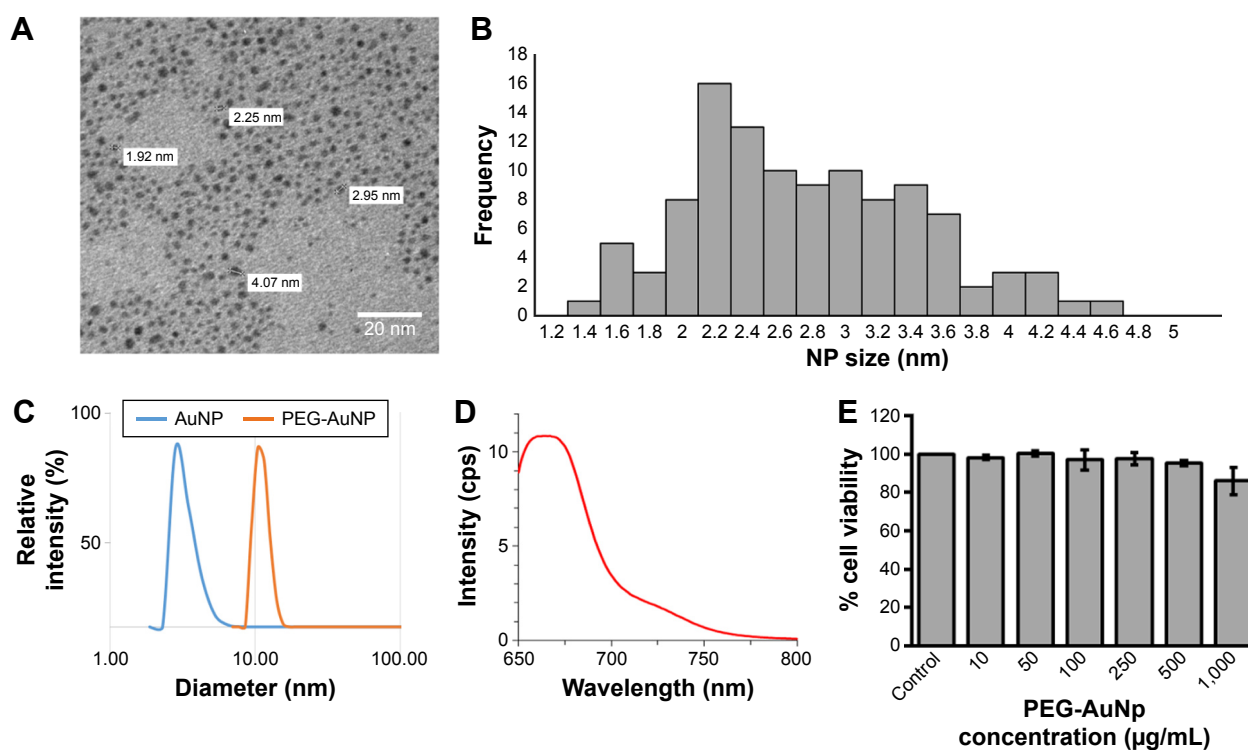 A
2.25 nm
1.92 nm
2.95 nm
4.07 nm
20 nm
B
Frequency
18
16
14
12
10
8
6
4
2
0
1.2 1.4 1.6 1.8 2 2.2 2.4 2.6 2.8 3 3.2 3.4 3.6 3.8 4 4.2 4.4 4.6 4.8 5
NP size (nm)
C
AuNP PEG-AuNP
Relative
intensity (%)
100
50
1.00 10.00 100.00
Diameter (nm)
D
Intensity (cps)
10
5
0
650 700 750 800
Wavelength (nm)
E
% cell viability
120
100
80
60
40
20
0
Control 10 50 100 250 500 1,000
PEG-AuNp
concentration (µg/mL)